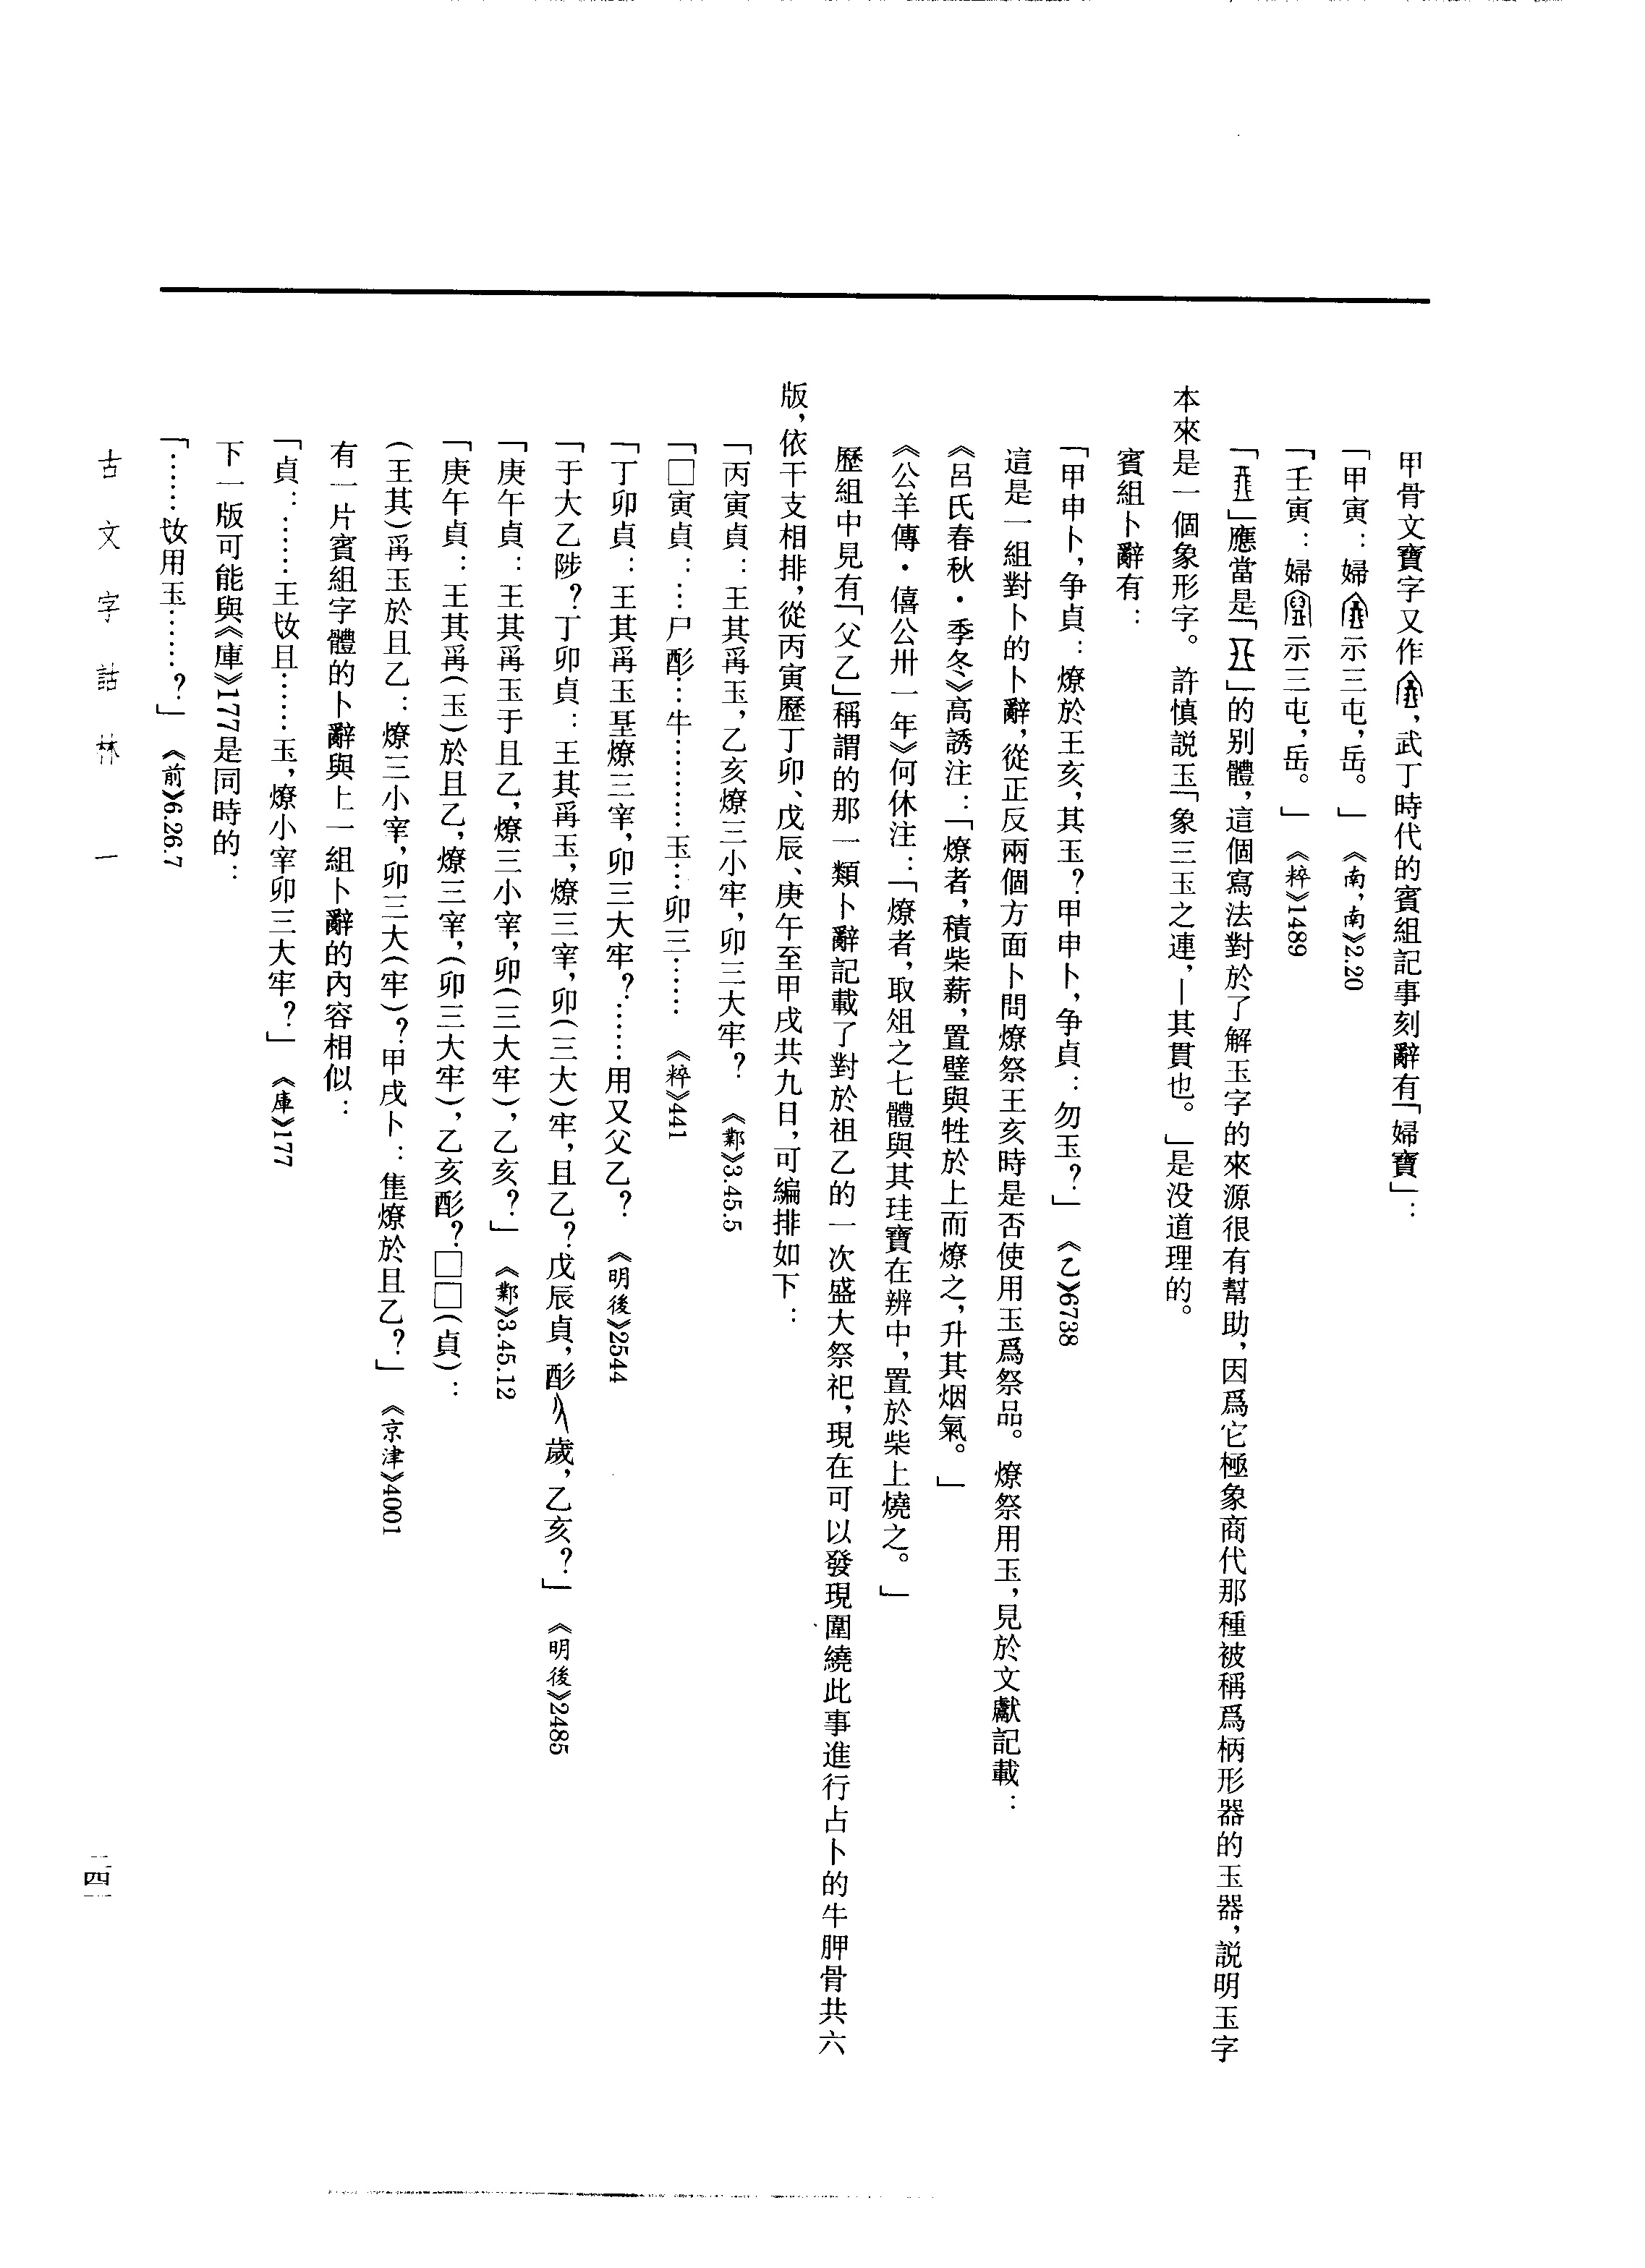 甲骨文寶字又作，武丁時代的賓組記事刻辭有「婦寶」：
「甲寅：婦示三屯，岳。」《南，南》2.20
「壬寅：婦示三屯，岳。」《粹》1489
「」應當是「」的别體，這個寫法對於了解玉字的來源很有幫助，因爲它極象商代那種被稱爲柄形器的玉器，説明玉字
本來是一個象形字。許慎説玉「象三玉之連，丨其貫也。」是没道理的。
賓組卜辭有：
「甲申卜，争貞：燎於王亥，其玉？甲申卜，争貞：勿玉？」《乙》6738
這是一組對卜的卜辭，從正反兩個方面卜問燎祭王亥時是否使用玉爲祭品。燎祭用玉，見於文獻記載：
《呂氏春秋·季冬》高誘注：「燎者，積柴薪，置璧與牲於上而燎之，升其烟氣。」
《公羊傳·僖公卅一年》何休注：「燎者，取俎之七體與其珪寶在辨中，置於柴上燒之。」
歷組中見有「父乙」稱謂的那一類卜辭記載了對於祖乙的一次盛大祭祀，現在可以發現圍繞此事進行占卜的牛胛骨共六
版，依干支相排，從丙寅歷丁卯、戊辰、庚午至甲戌共九日，可編排如下：
「丙寅貞：王其爯玉，乙亥燎三小牢，卯三大牢？《鄴》3.45.5
「□寅貞：…尸酌…牛………玉…卯三……《粹》441
「丁卯貞：王其爯玉燎三宰，卯三大牢？……用又父乙？《明後》2544
「于大乙陟？丁卯貞：王其爯玉，燎三宰，卯（三大）牢，且乙？戊辰貞，酌歲，乙亥？」《明後》2485
「庚午貞：王其爯玉于且乙，燎三小宰，卯（三大牢），乙亥？」《鄴》3.45.12
「庚午貞：王其爯（玉）於且乙，燎三宰，（卯三大牢），乙亥酌？□□（貞）：
（王其）爯玉於且乙：燎三小宰，卯三大（牢）？甲戌卜：隹燎於且乙？」《京津》4001
有一片賓組字體的卜辭與上一組卜辭的内容相似：
「貞：……王㚢且……玉，燎小宰卯三大牢？」《庫》177
下一版可能與《庫》177是同時的：
「……㚢用玉……？」《前》6.26.7
古文字詁林 一
二四一